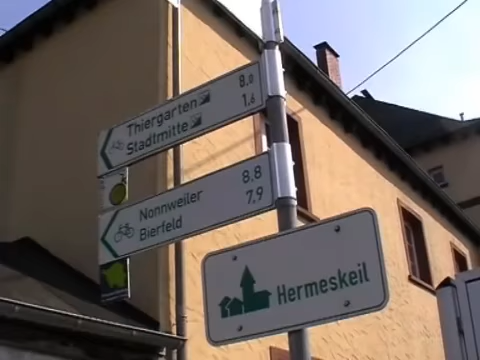 Thiergarten 8.0
Stadtmitte 1.6
Nonnweiler 8.8
Bierfeld 7.9
Hermeskeil